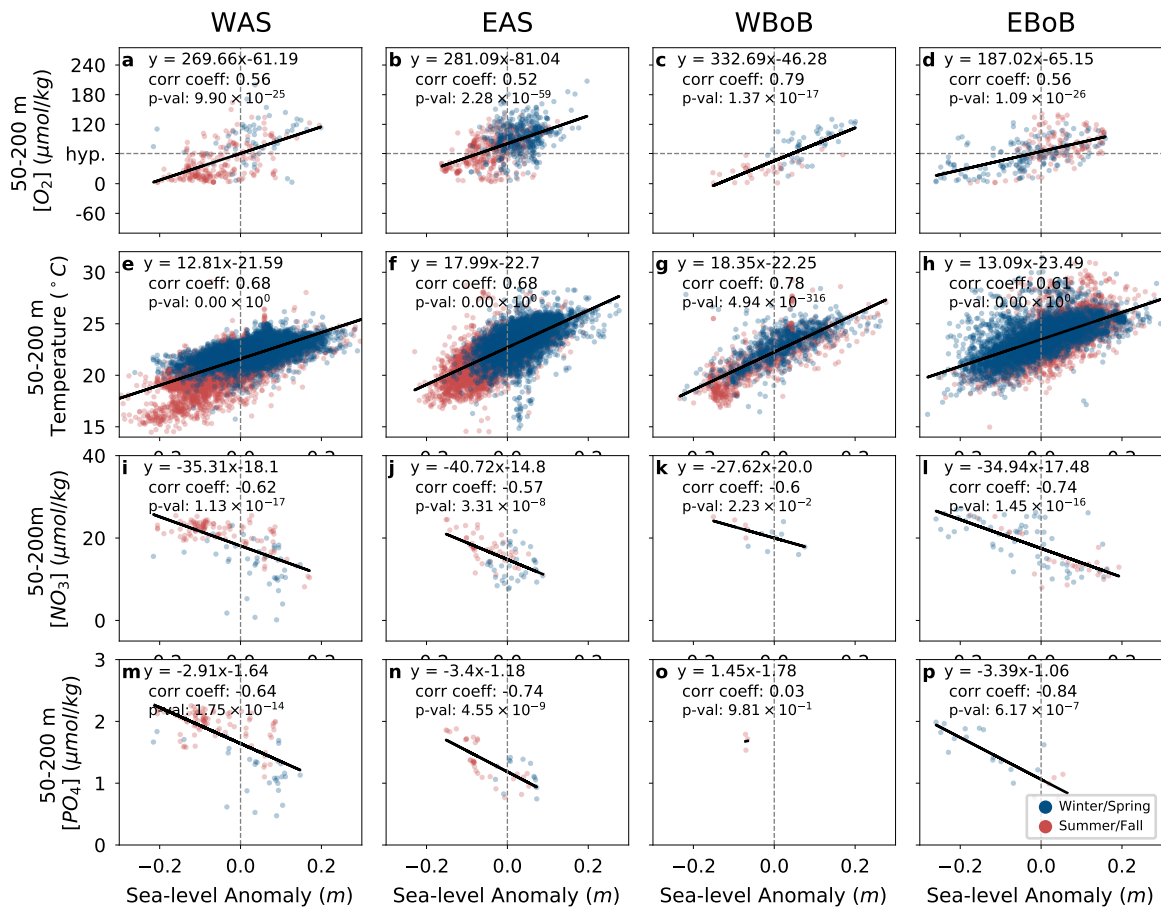 WAS EAS WBoB EBoB
50-200 m
[O₂] (μmol/kg)
240
180
120
hyp.
0
-60
a y = 269.66x-61.19
corr coeff: 0.56
p-val: 9.90 × 10⁻²⁵
b y = 281.09x-81.04
corr coeff: 0.52
p-val: 2.28 × 10⁻⁵⁹
c y = 332.69x-46.28
corr coeff: 0.79
p-val: 1.37 × 10⁻¹⁷
d y = 187.02x-65.15
corr coeff: 0.56
p-val: 1.09 × 10⁻²⁶
50-200 m
Temperature (°C)
30
25
20
15
e y = 12.81x-21.59
corr coeff: 0.68
p-val: 0.00 × 10⁰
f y = 17.99x-22.7
corr coeff: 0.68
p-val: 0.00 × 10⁰
g y = 18.35x-22.25
corr coeff: 0.78
p-val: 4.94 × 10⁻³¹⁶
h y = 13.09x-23.49
corr coeff: 0.61
p-val: 0.00 × 10⁰
50-200m
[NO₃] (μmol/kg)
40
20
0
i y = -35.31x-18.1
corr coeff: -0.62
p-val: 1.13 × 10⁻¹⁷
j y = -40.72x-14.8
corr coeff: -0.57
p-val: 3.31 × 10⁻⁸
k y = -27.62x-20.0
corr coeff: -0.6
p-val: 2.23 × 10⁻²
l y = -34.94x-17.48
corr coeff: -0.74
p-val: 1.45 × 10⁻¹⁶
50-200 m
[PO₄] (μmol/kg)
3
2
1
0
m y = -2.91x-1.64
corr coeff: -0.64
p-val: 1.75 × 10⁻¹⁴
n y = -3.4x-1.18
corr coeff: -0.74
p-val: 4.55 × 10⁻⁹
o y = 1.45x-1.78
corr coeff: 0.03
p-val: 9.81 × 10⁻¹
p y = -3.39x-1.06
corr coeff: -0.84
p-val: 6.17 × 10⁻⁷
Winter/Spring
Summer/Fall
−0.2 0.0 0.2 −0.2 0.0 0.2 −0.2 0.0 0.2 −0.2 0.0 0.2
Sea-level Anomaly (m) Sea-level Anomaly (m) Sea-level Anomaly (m) Sea-level Anomaly (m)